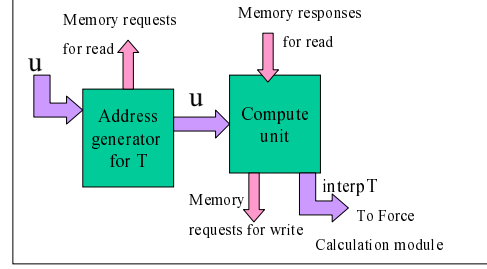 Memory requests
for read
Memory responses
for read
u
Address
generator
for T
u
Compute
unit
Memory
requests for write
interpT
To Force
Calculation module